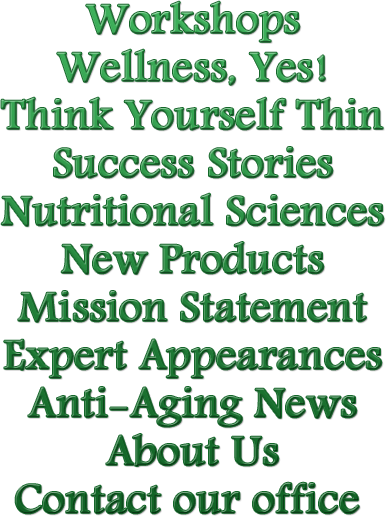 Workshops
Wellness, Yes!
Think Yourself Thin
Success Stories
Nutritional Sciences
New Products
Mission Statement
Expert Appearances
Anti-Aging News
About Us
Contact our office